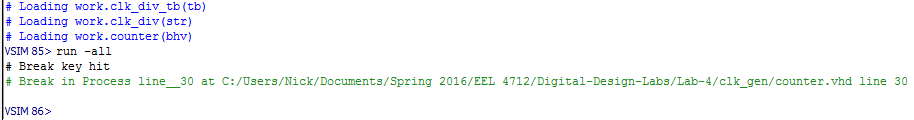 # Loading work.clk_div_tb(tb)
# Loading work.clk_div(str)
# Loading work.counter(bhv)
VSIM 85> run -all
# Break key hit
# Break in Process line__30 at C:/Users/Nick/Documents/Spring 2016/EEL 4712/Digital-Design-Labs/Lab-4/clk_gen/counter.vhd line 30
VSIM 86>